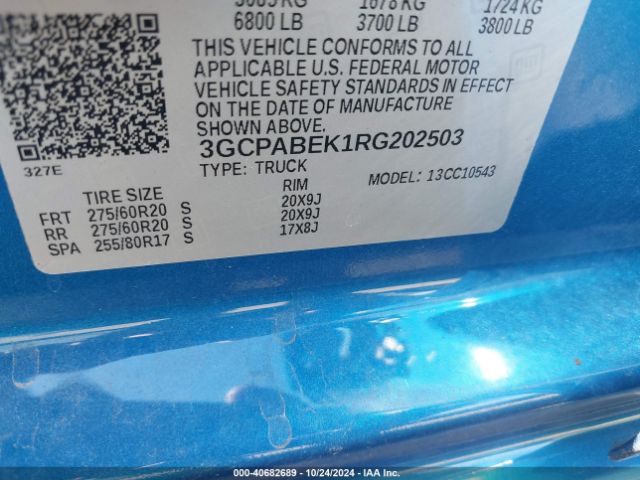 6800 LB 3700 LB 3800 LB
THIS VEHICLE CONFORMS TO ALL
APPLICABLE U.S. FEDERAL MOTOR
VEHICLE SAFETY STANDARDS IN EFFECT
ON THE DATE OF MANUFACTURE
SHOWN ABOVE.
3GCPABEK1RG202503
327E
TYPE: TRUCK MODEL: 13CC10543
TIRE SIZE RIM
FRT 275/60R20 S 20X9J
RR 275/60R20 S 20X9J
SPA 255/80R17 S 17X8J
000-40682689 | 10/24/2024 | IAA Inc.